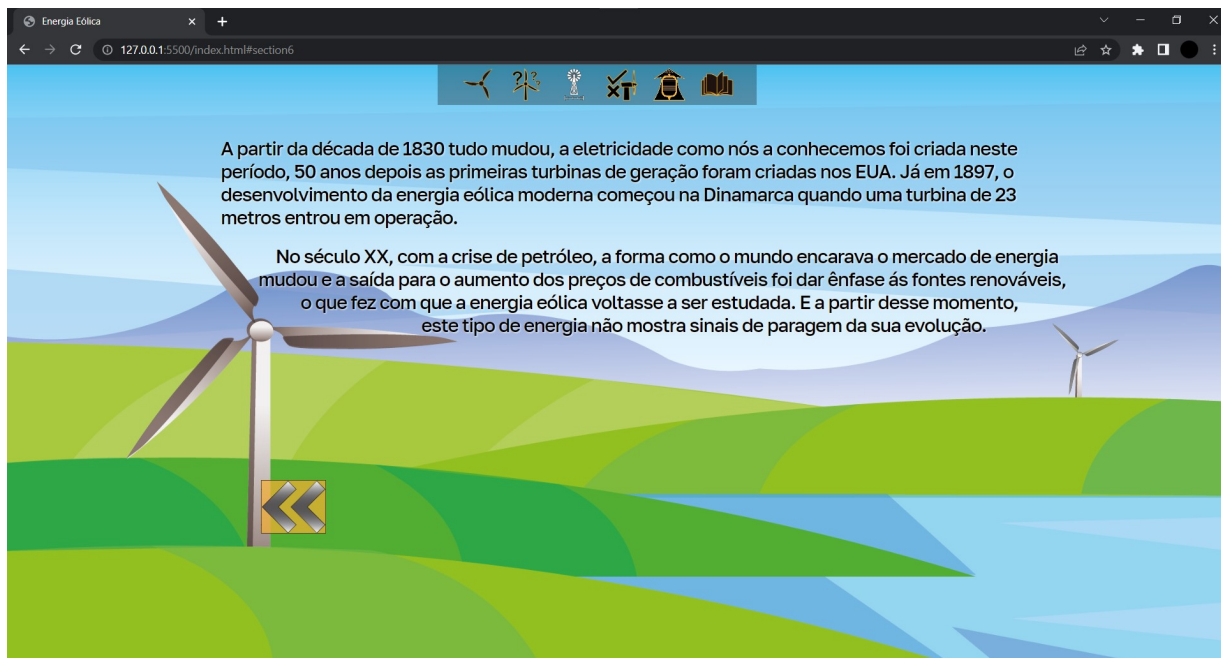 Energia Eólica
127.0.0.1:5500/index.html#section6
A partir da década de 1830 tudo mudou, a eletricidade como nós a conhecemos foi criada neste
período, 50 anos depois as primeiras turbinas de geração foram criadas nos EUA. Já em 1897, o
desenvolvimento da energia eólica moderna começou na Dinamarca quando uma turbina de 23
metros entrou em operação.
No século XX, com a crise de petróleo, a forma como o mundo encarava o mercado de energia
mudou e a saída para o aumento dos preços de combustíveis foi dar ênfase ás fontes renováveis,
o que fez com que a energia eólica voltasse a ser estudada. E a partir desse momento,
este tipo de energia não mostra sinais de paragem da sua evolução.